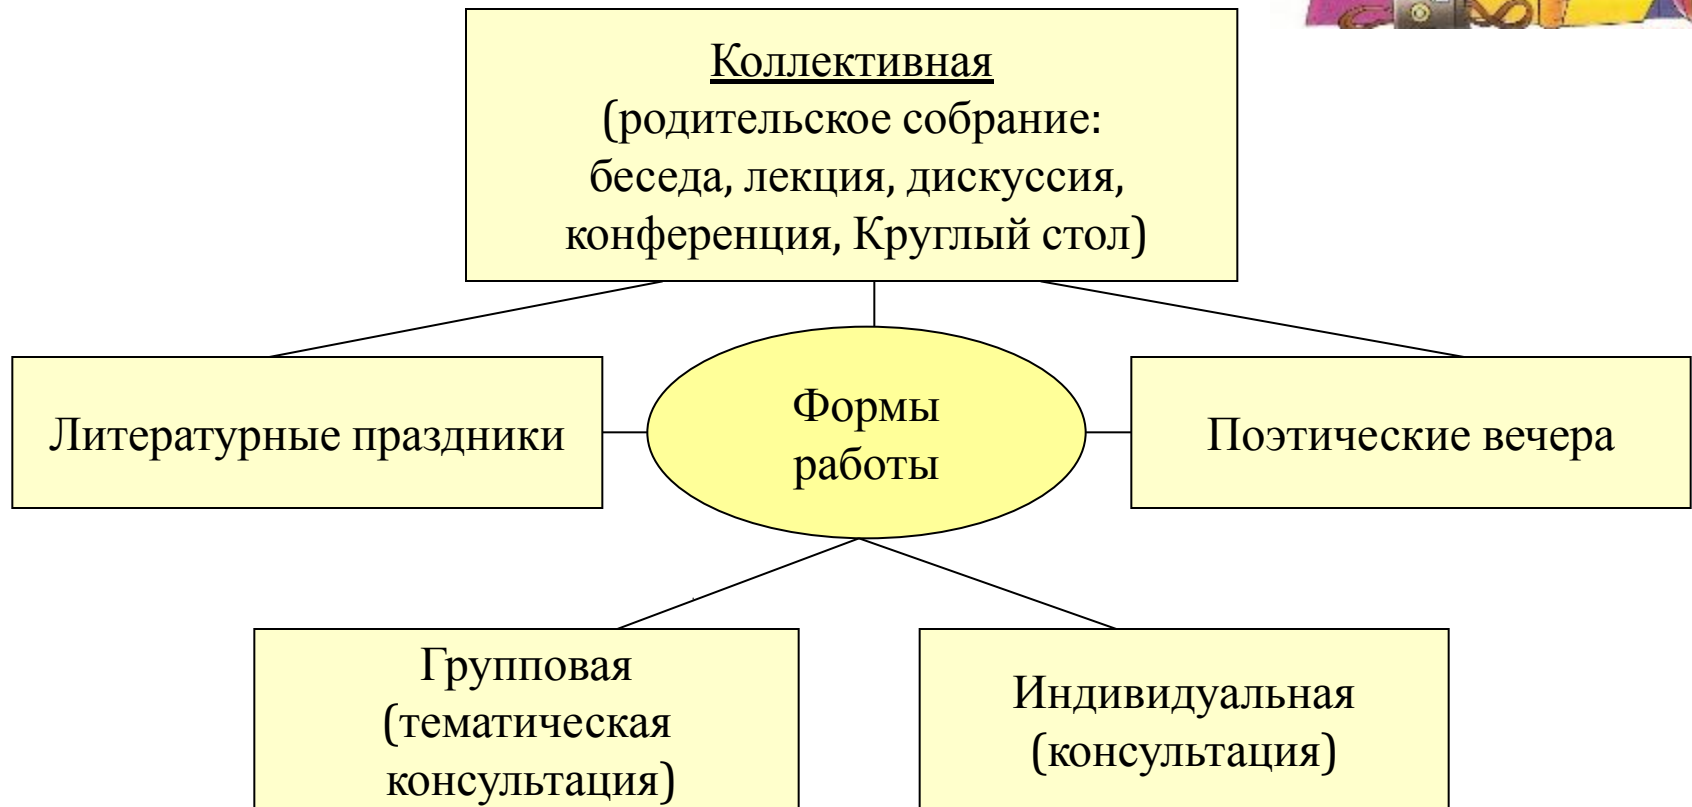 Коллективная
(родительское собрание:
беседа, лекция, дискуссия,
конференция, Круглый стол)
Литературные праздники
Формы
работы
Поэтические вечера
Групповая
(тематическая
консультация)
Индивидуальная
(консультация)